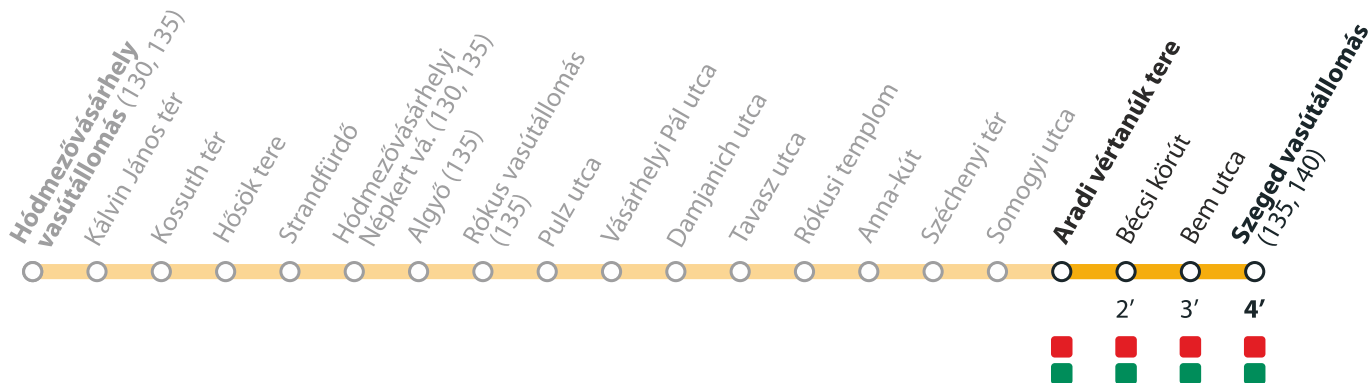 Hódmezővásárhely
vasútállomás (130, 135)
Kálvin János tér
Kossuth tér
Hősök tere
Strandfürdő
Hódmezővásárhelyi
Népkert vá. (130, 135)
Algyő (135)
Rókus vasútállomás
(135)
Pulz utca
Vásárhelyi Pál utca
Damjanich utca
Tavasz utca
Rókusi templom
Anna-kút
Széchenyi tér
Somogyi utca
Aradi vértanúk tere
Bécsi körút
Bem utca
Szeged vasútállomás
(135, 140)
2’ 3’ 4’